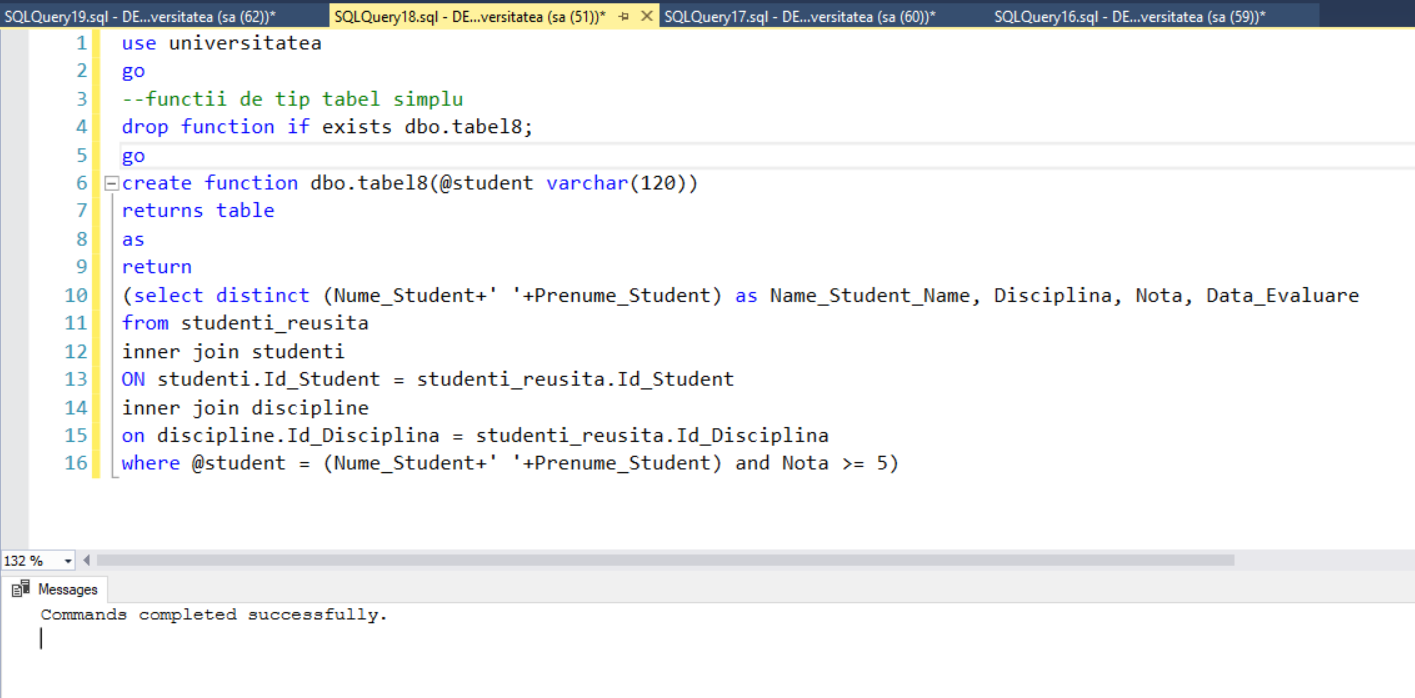 SQLQuery19.sql - DE...versitatea (sa (62))* SQLQuery18.sql - DE...versitatea (sa (51))* SQLQuery17.sql - DE...versitatea (sa (60))* SQLQuery16.sql - DE...versitatea (sa (59))*
1 use universitatea
2 go
3 --functii de tip tabel simplu
4 drop function if exists dbo.tabel8;
5 go
6 create function dbo.tabel8(@student varchar(120))
7 returns table
8 as
9 return
10 (select distinct (Nume_Student+' '+Prenume_Student) as Name_Student_Name, Disciplina, Nota, Data_Evaluare
11 from studenti_reusita
12 inner join studenti
13 ON studenti.Id_Student = studenti_reusita.Id_Student
14 inner join discipline
15 on discipline.Id_Disciplina = studenti_reusita.Id_Disciplina
16 where @student = (Nume_Student+' '+Prenume_Student) and Nota >= 5)
132 %
Messages
Commands completed successfully.